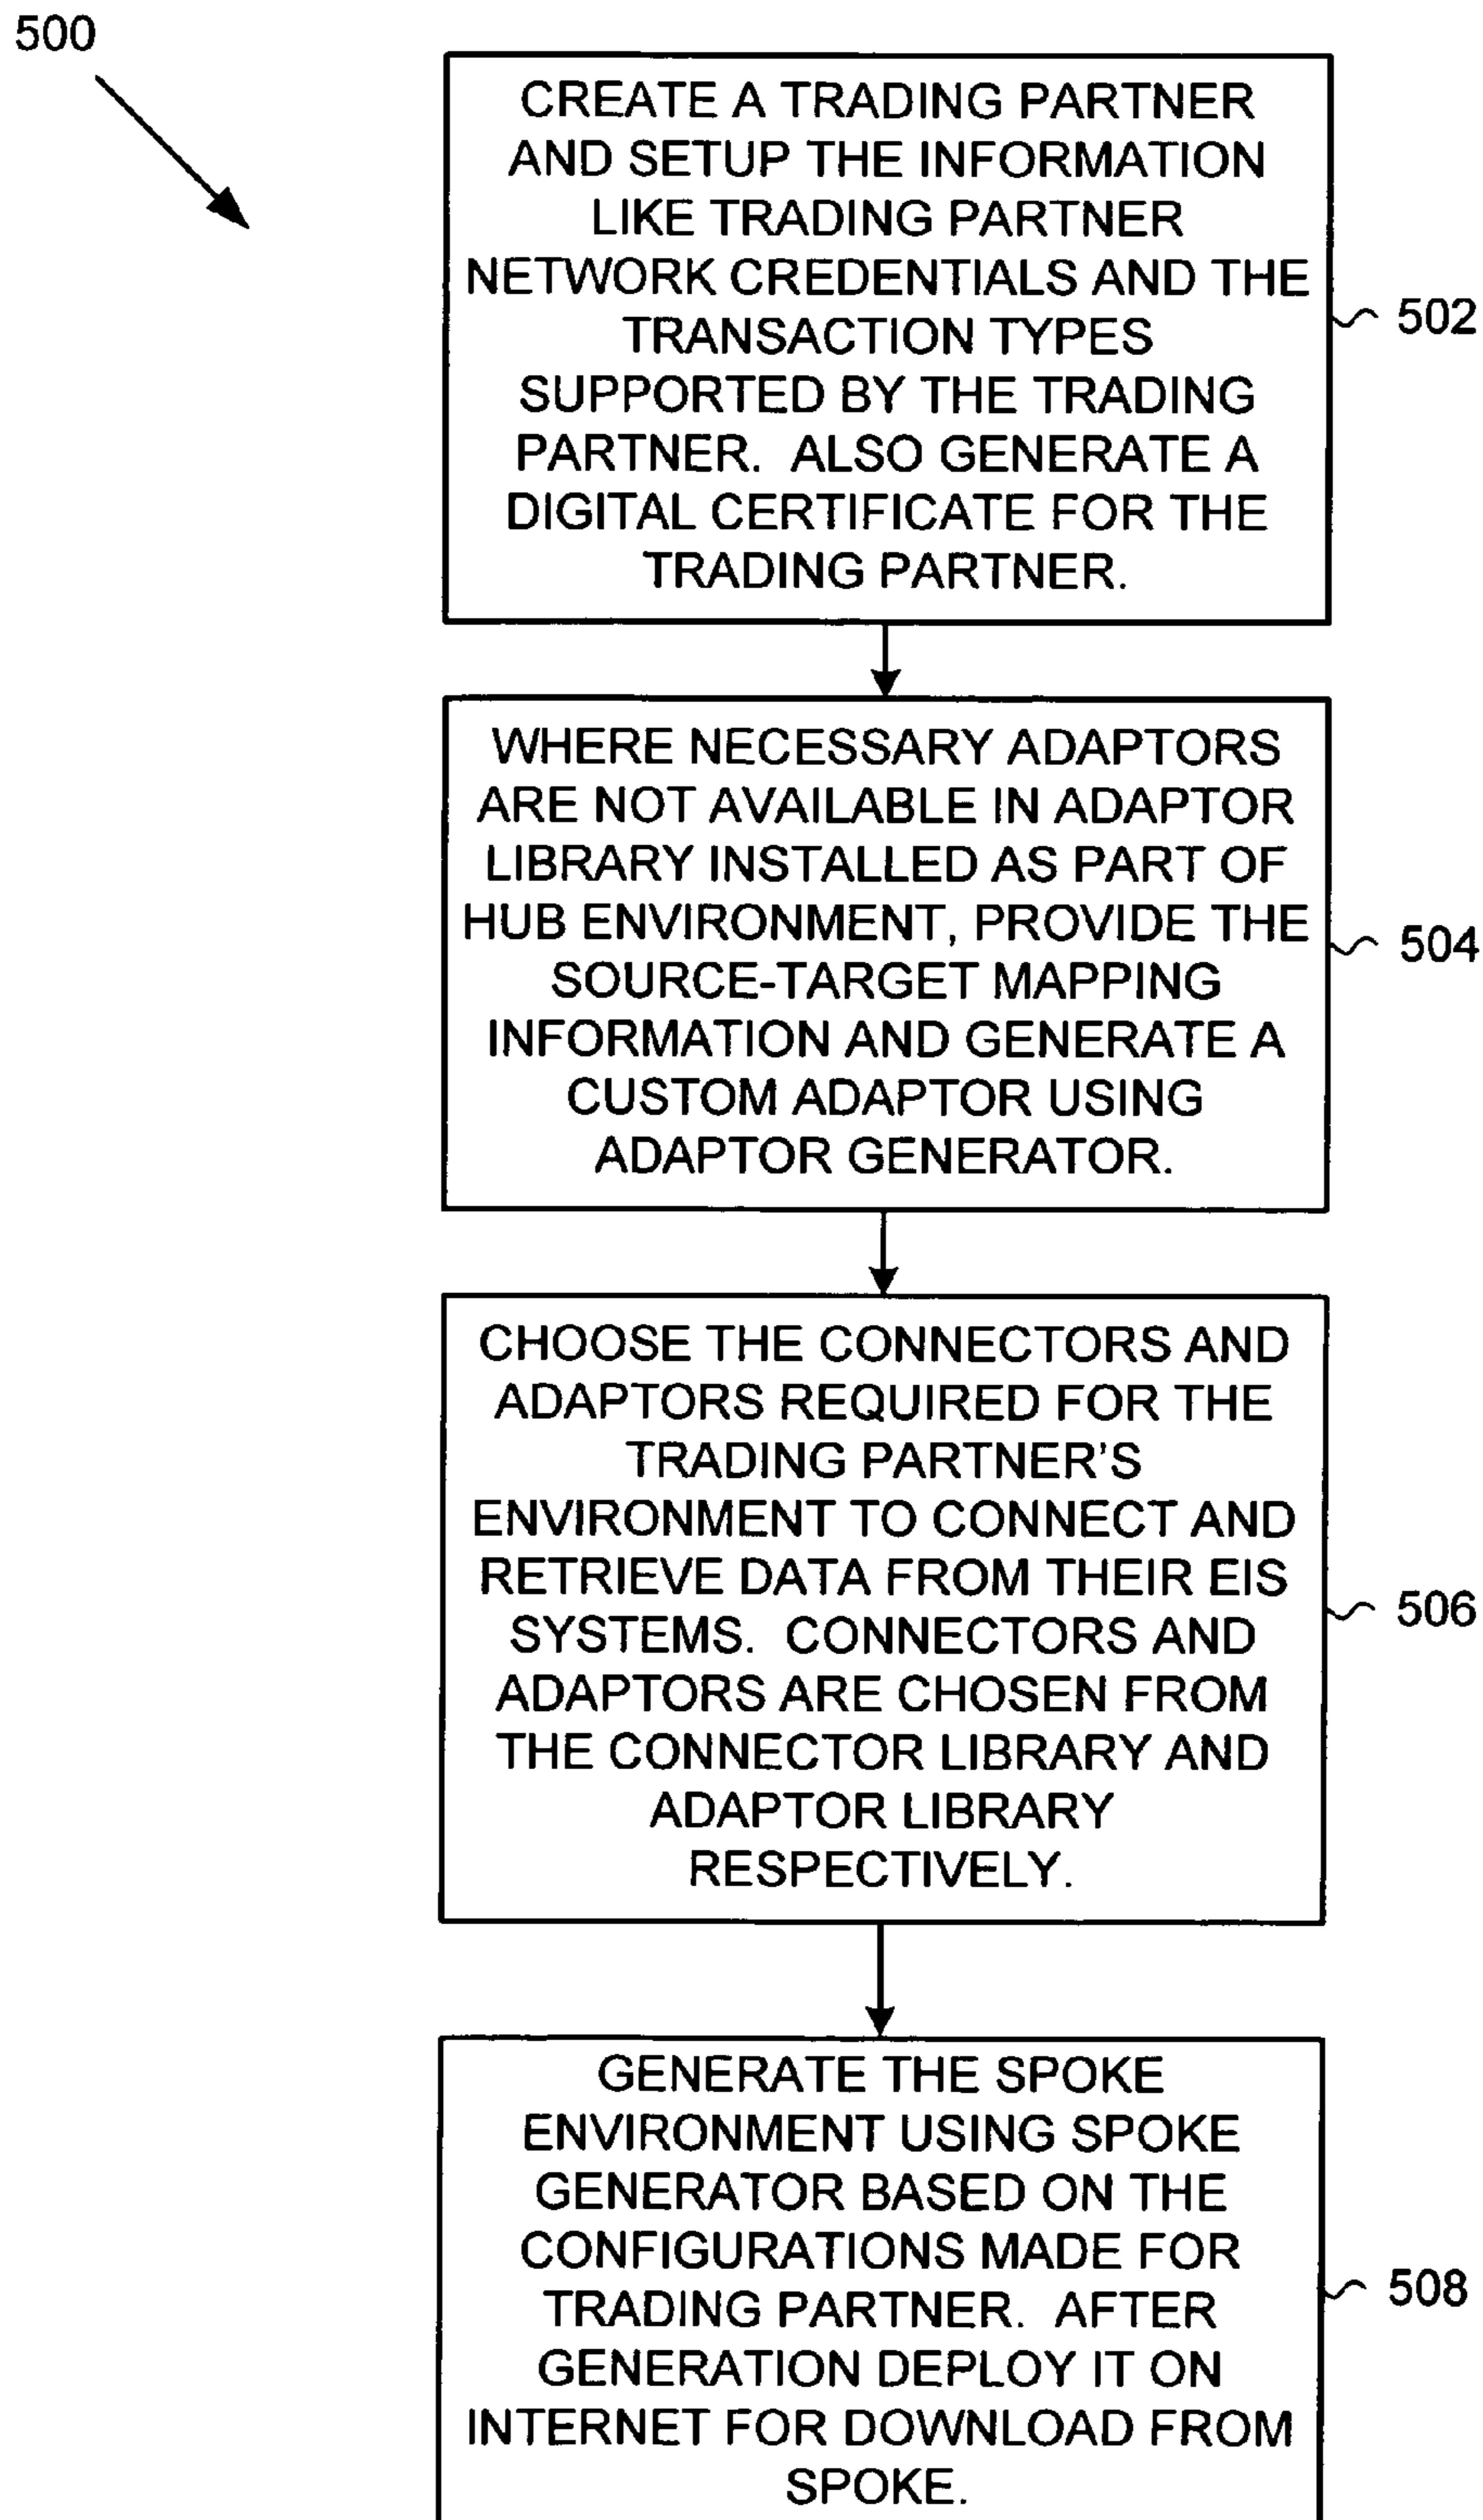 500
CREATE A TRADING PARTNER
AND SETUP THE INFORMATION
LIKE TRADING PARTNER
NETWORK CREDENTIALS AND THE
TRANSACTION TYPES
SUPPORTED BY THE TRADING
PARTNER. ALSO GENERATE A
DIGITAL CERTIFICATE FOR THE
TRADING PARTNER.
502
WHERE NECESSARY ADAPTORS
ARE NOT AVAILABLE IN ADAPTOR
LIBRARY INSTALLED AS PART OF
HUB ENVIRONMENT, PROVIDE THE
SOURCE-TARGET MAPPING
INFORMATION AND GENERATE A
CUSTOM ADAPTOR USING
ADAPTOR GENERATOR.
504
CHOOSE THE CONNECTORS AND
ADAPTORS REQUIRED FOR THE
TRADING PARTNER'S
ENVIRONMENT TO CONNECT AND
RETRIEVE DATA FROM THEIR EIS
SYSTEMS. CONNECTORS AND
ADAPTORS ARE CHOSEN FROM
THE CONNECTOR LIBRARY AND
ADAPTOR LIBRARY
RESPECTIVELY.
506
GENERATE THE SPOKE
ENVIRONMENT USING SPOKE
GENERATOR BASED ON THE
CONFIGURATIONS MADE FOR
TRADING PARTNER. AFTER
GENERATION DEPLOY IT ON
INTERNET FOR DOWNLOAD FROM
SPOKE.
508